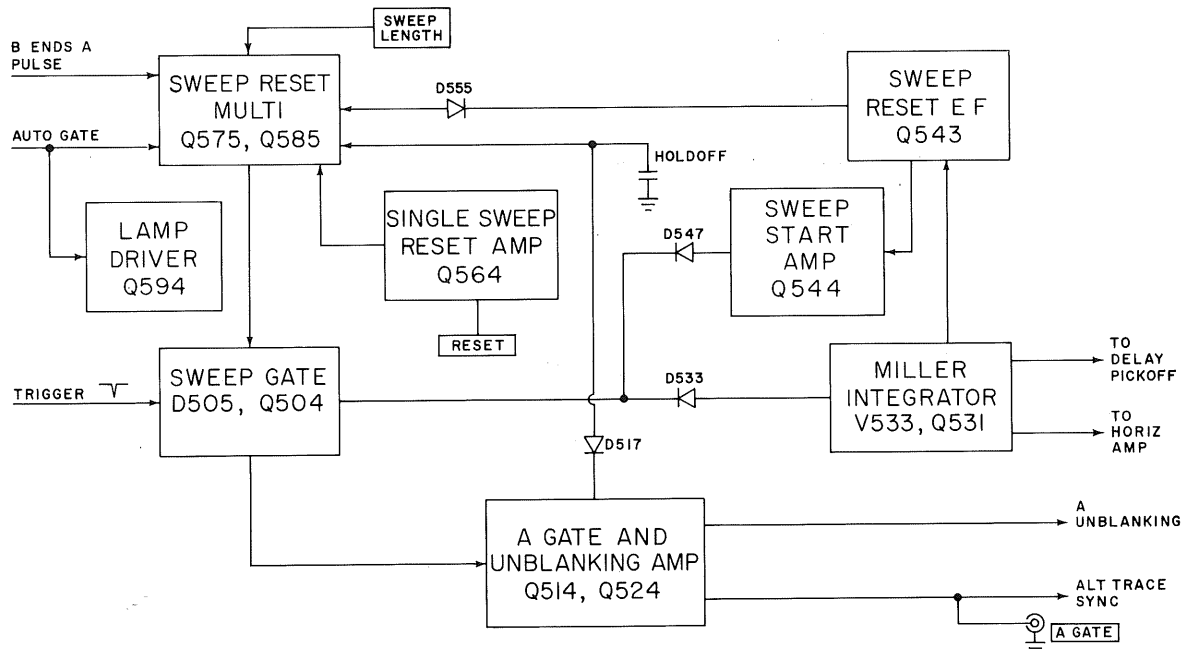 SWEEP
LENGTH
B ENDS A
PULSE
SWEEP RESET
MULTI
Q575, Q585
D555
SWEEP
RESET E F
Q543
AUTO GATE
HOLDOFF
LAMP
DRIVER
Q594
SINGLE SWEEP
RESET AMP
Q564
D547
SWEEP
START
AMP
Q544
RESET
TRIGGER
SWEEP GATE
D505, Q504
D533
MILLER
INTEGRATOR
V533, Q531
TO
DELAY
PICKOFF
TO
HORIZ
AMP
D517
A GATE AND
UNBLANKING AMP
Q514, Q524
A
UNBLANKING
ALT TRACE
SYNC
A GATE